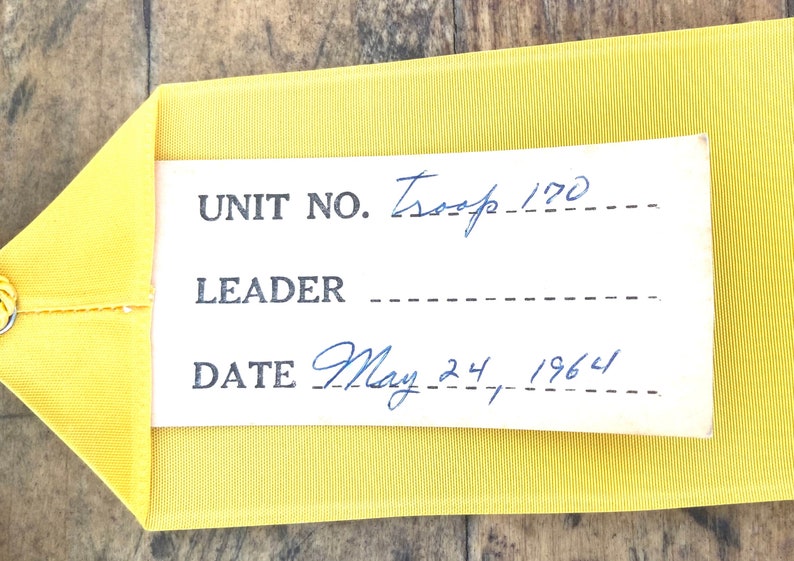 UNIT NO. Troop 170
LEADER
DATE May 24, 1964